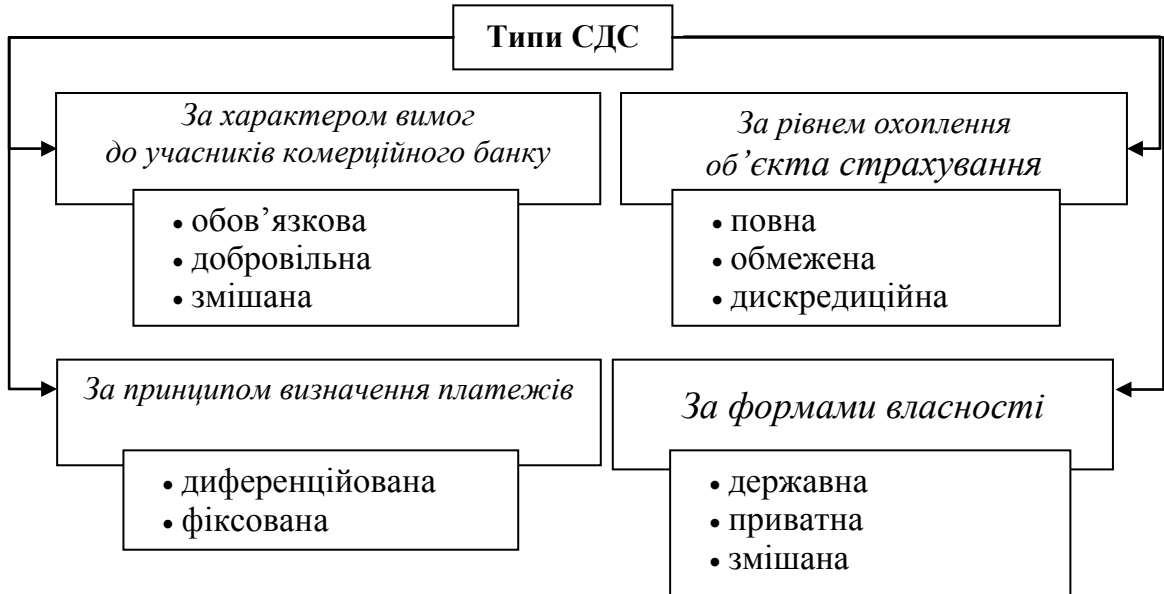 Типи СДС
За характером вимог
до учасників комерційного банку
• обов’язкова
• добровільна
• змішана
За рівнем охоплення
об’єкта страхування
• повна
• обмежена
• дискредиційна
За принципом визначення платежів
• диференційована
• фіксована
За формами власності
• державна
• приватна
• змішана